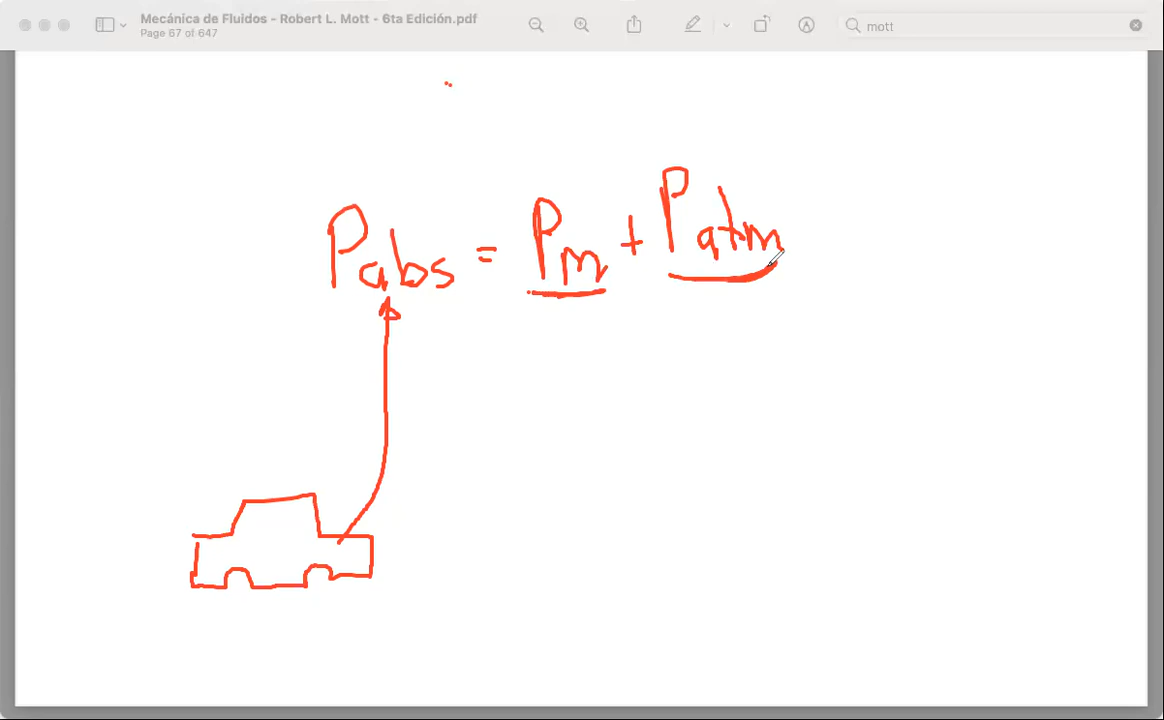 Mecánica de Fluidos - Robert L. Mott - 6ta Edición.pdf
Page 67 of 647
mott
Pabs = Pm + Patm